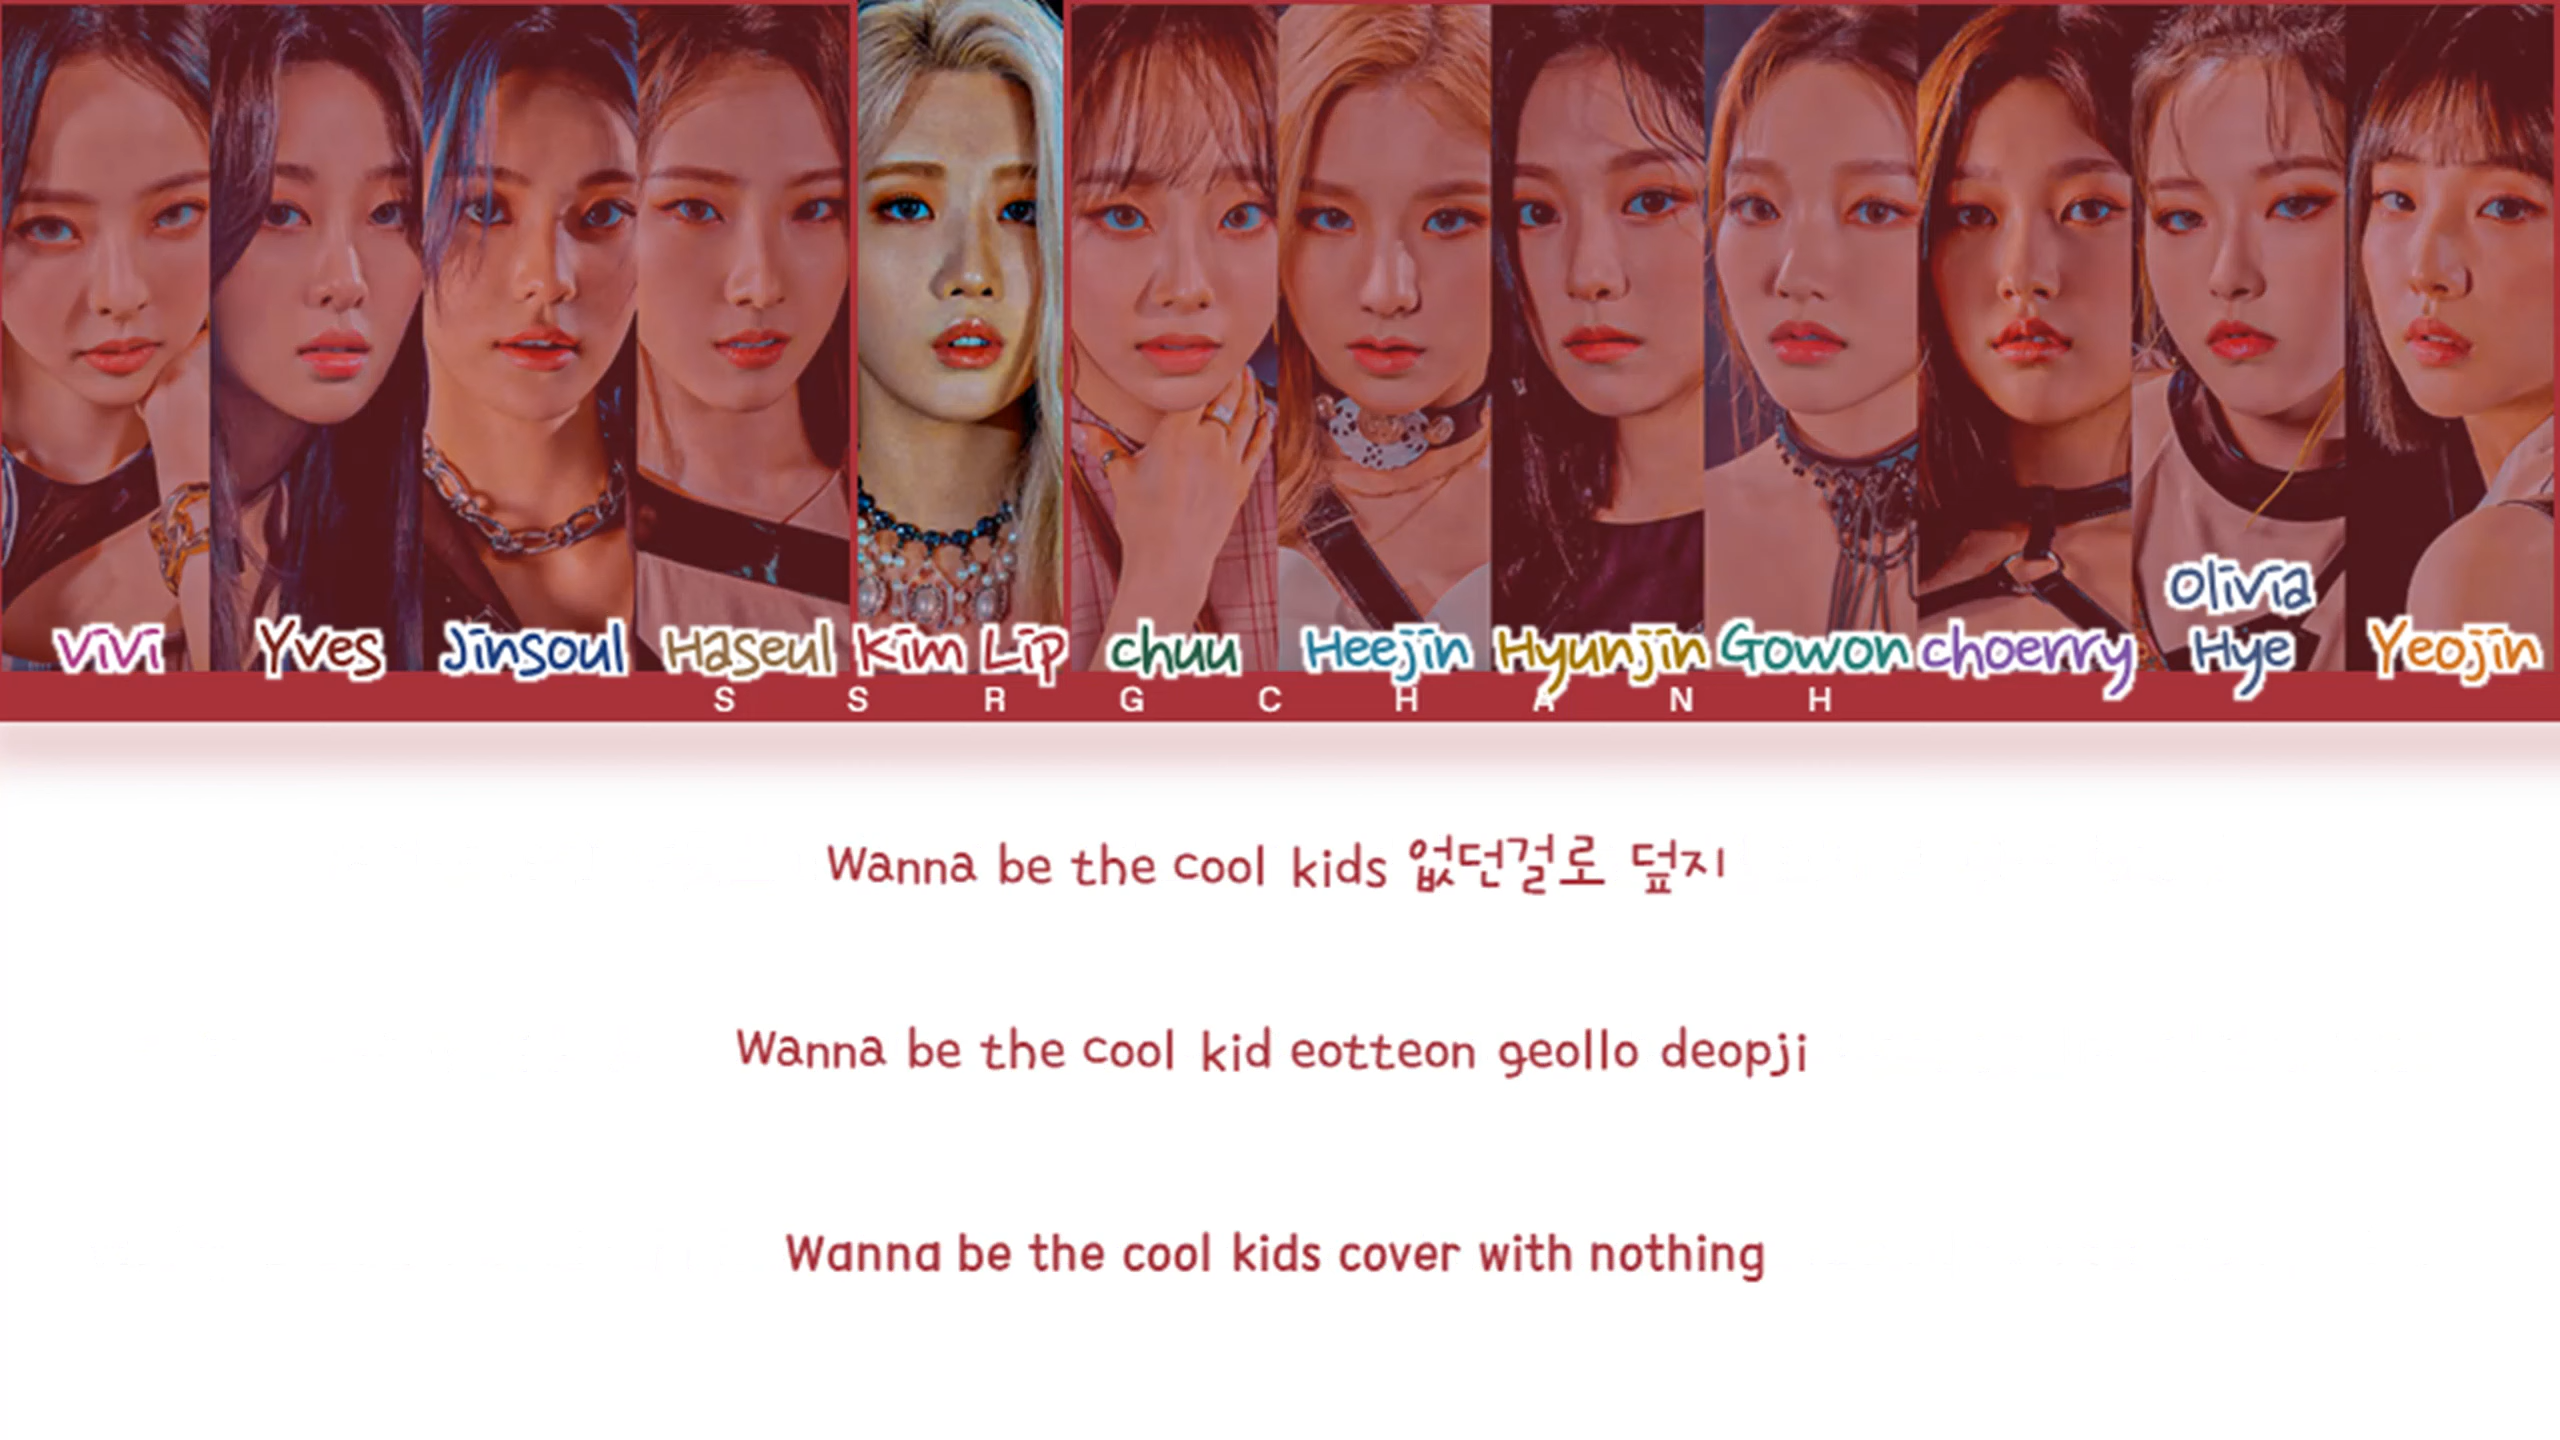 ViVi Yves Jinsoul Haseul Kim Lip chuu Heejin Hyunjin Gowon choerry Olivia Hye Yeojin
S S R G C H A N H
Wanna be the cool kids 없던걸로 덮지
Wanna be the cool kid eotteon geollo deopji
Wanna be the cool kids cover with nothing